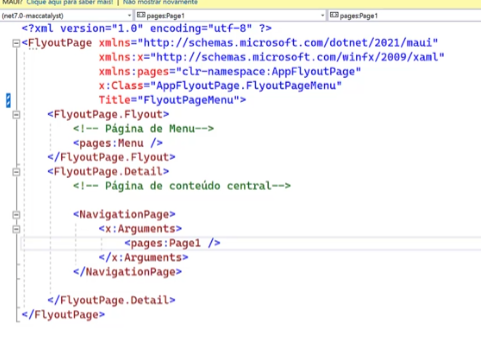 MAUI? Clique aqui para saber mais! | Não mostrar novamente
(net7.0-maccatalyst) pages:Page1 pages:Page1
<?xml version="1.0" encoding="utf-8" ?>
<FlyoutPage xmlns="http://schemas.microsoft.com/dotnet/2021/maui"
xmlns:x="http://schemas.microsoft.com/winfx/2009/xaml"
xmlns:pages="clr-namespace:AppFlyoutPage"
x:Class="AppFlyoutPage.FlyoutPageMenu"
Title="FlyoutPageMenu">
<FlyoutPage.Flyout>
<!-- Página de Menu-->
<pages:Menu />
</FlyoutPage.Flyout>
<FlyoutPage.Detail>
<!-- Página de conteúdo central-->
<NavigationPage>
<x:Arguments>
<pages:Page1 />
</x:Arguments>
</NavigationPage>
</FlyoutPage.Detail>
</FlyoutPage>